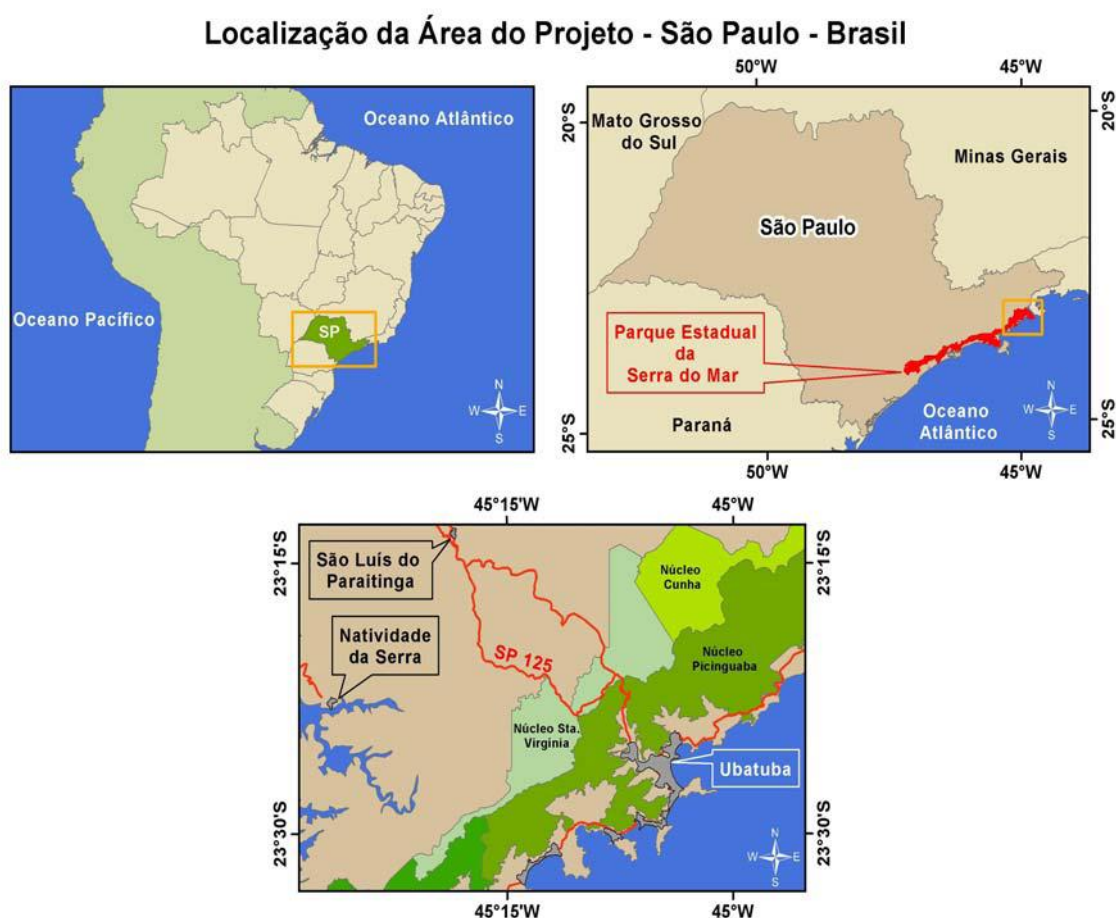 Localização da Área do Projeto - São Paulo - Brasil
Oceano Atlântico
Oceano Pacífico
SP
N
W
E
S
50°W
45°W
20°S
20°S
Mato Grosso
do Sul
Minas Gerais
São Paulo
Parque Estadual
da
Serra do Mar
Paraná
Oceano
Atlântico
N
W
E
S
25°S
25°S
50°W
45°W
45°15'W
45°W
23°15'S
23°15'S
São Luís do
Paraitinga
Núcleo
Cunha
Natividade
da Serra
SP 125
Núcleo
Picinguaba
Núcleo Sta.
Virgínia
Ubatuba
23°30'S
23°30'S
N
W
E
S
45°15'W
45°W